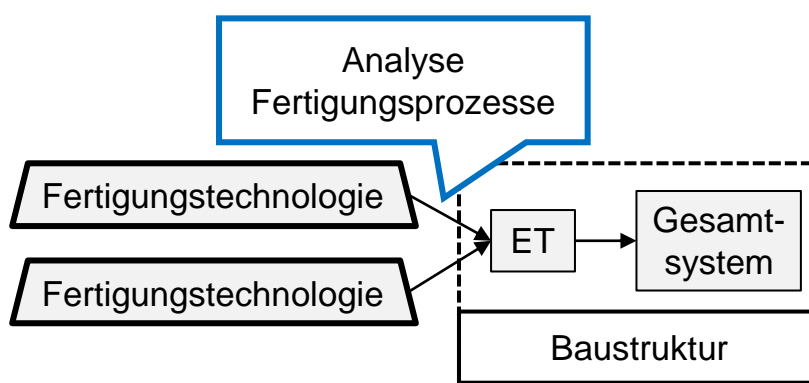 Analyse
Fertigungsprozesse
Fertigungstechnologie
Fertigungstechnologie
ET
Gesamt-
system
Baustruktur